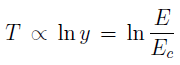 T ∝ ln y = ln E/E_c